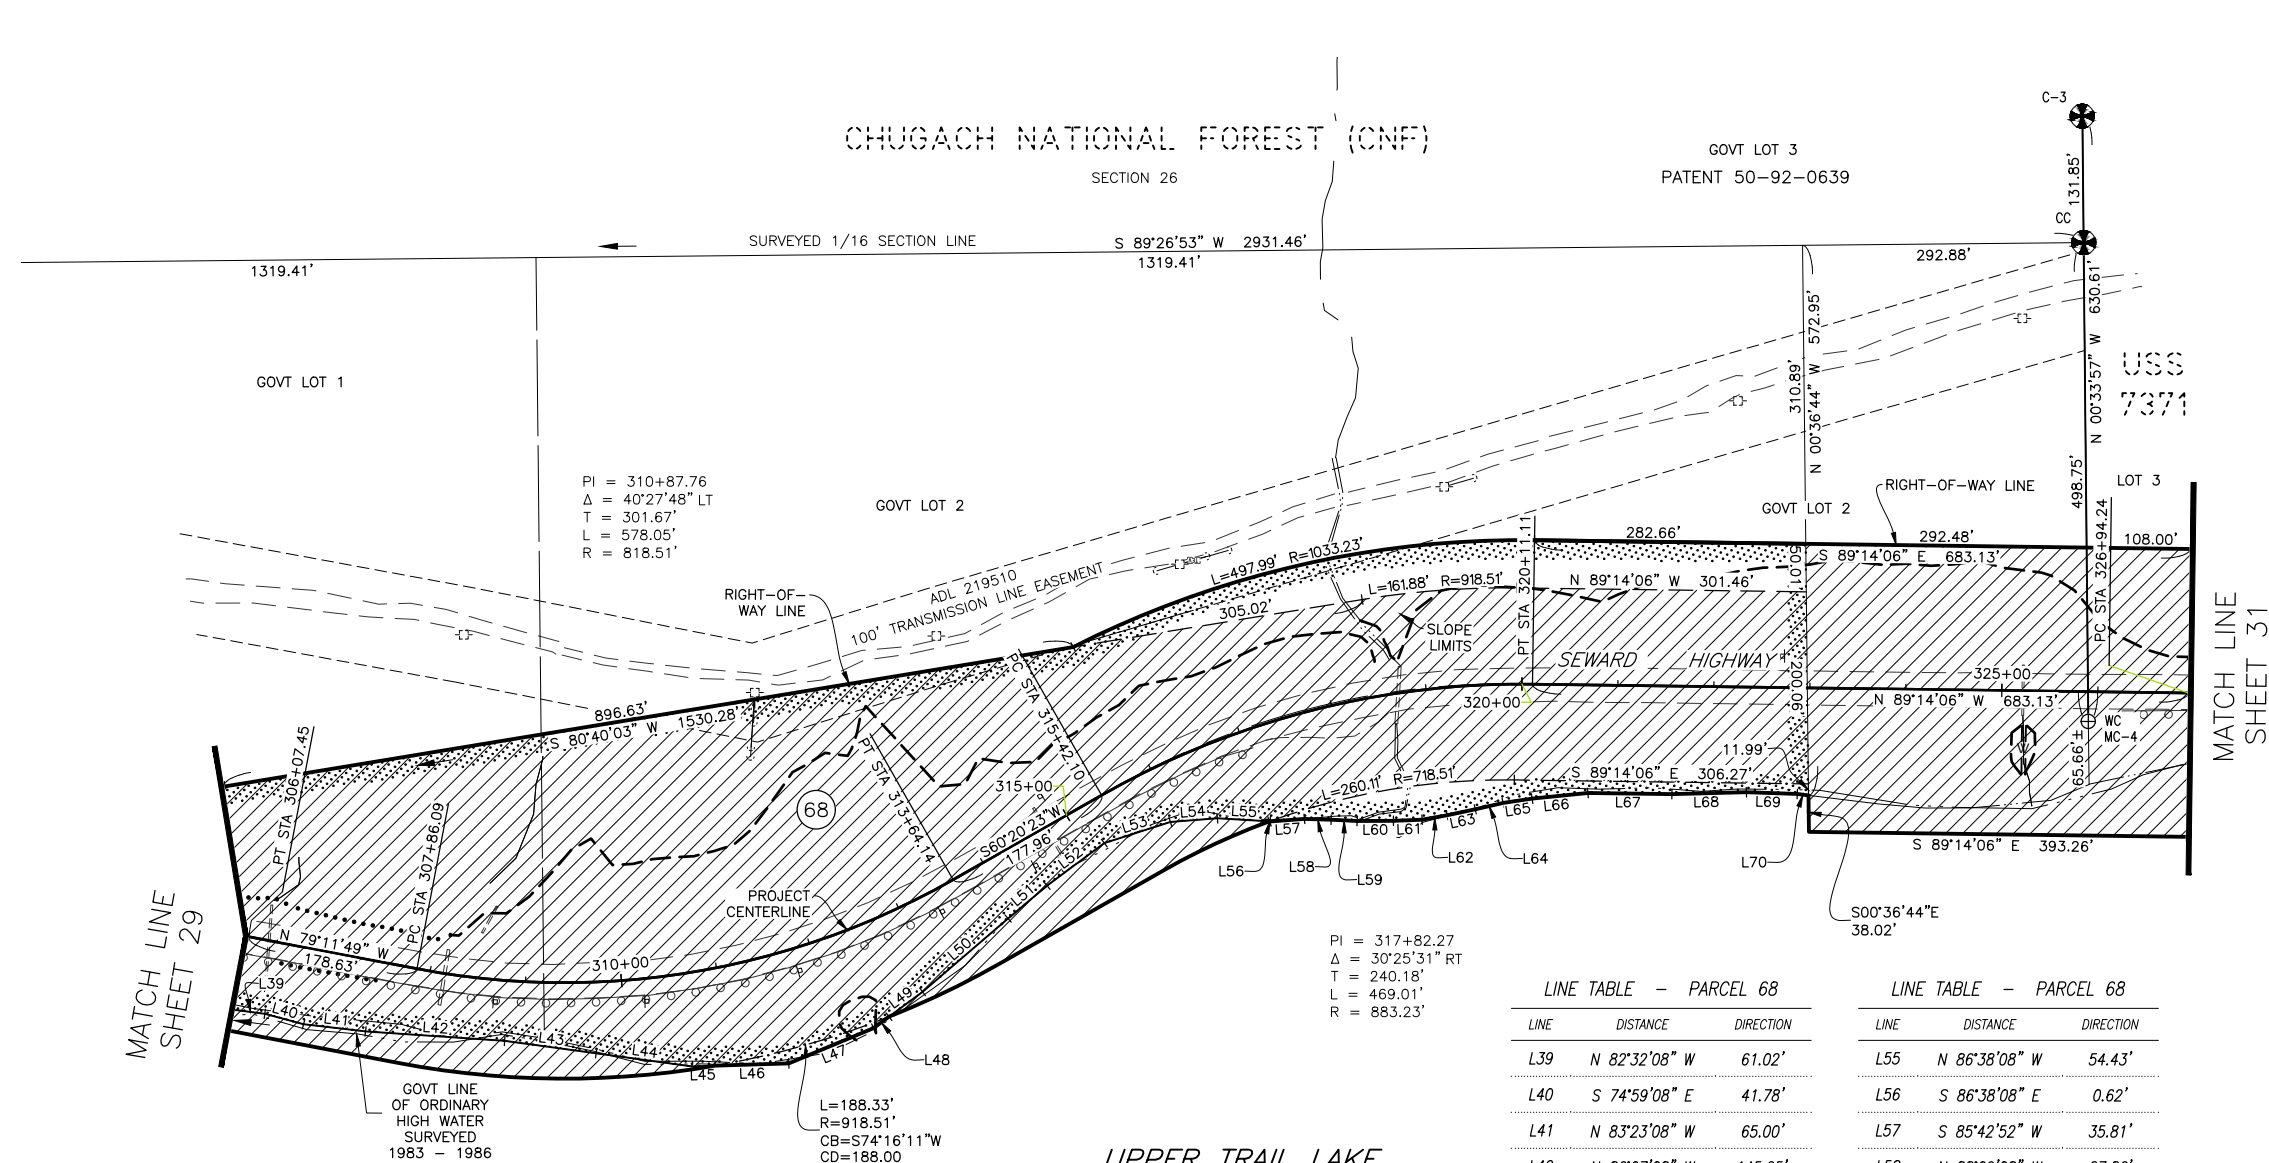 C-3
CHUGACH NATIONAL FOREST (CNF)
SECTION 26
GOVT LOT 3
PATENT 50-92-0639
131.85'
CC
SURVEYED 1/16 SECTION LINE
S 89°26'53" W 2931.46'
1319.41'
1319.41'
292.88'
GOVT LOT 1
N 00°36'44" W 572.95'
310.89'
N 00°33'57" W 630.61'
498.75'
USS
7371
PI = 310+87.76
Δ = 40°27'48" LT
T = 301.67'
L = 578.05'
R = 818.51'
GOVT LOT 2
RIGHT-OF-WAY LINE
LOT 3
GOVT LOT 2
282.66'
292.48'
108.00'
S 89°14'06" E 683.13'
50.01'
RIGHT-OF-
WAY LINE
ADL 219510
100' TRANSMISSION LINE EASEMENT
L=497.99' R=1033.23'
305.02'
L=161.88' R=918.51'
N 89°14'06" W 301.46'
PT STA 320+11.11
PC STA 326+94.24
SLOPE
LIMITS
SEWARD HIGHWAY
325+00
320+00
N 89°14'06" W 683.13'
200.06'
WC
MC-4
65.66'±
11.99'
896.63'
S 80°40'03" W 1530.28'
PT STA 306+07.45
PC STA 307+86.09
PT STA 313+64.14
PC STA 315+42.10
315+00
68
S60°20'23"W
177.96
L=260.11' R=718.51'
S 89°14'06" E 306.27'
PROJECT
CENTERLINE
N 79°11'49" W
178.63'
310+00
MATCH LINE
SHEET 29
MATCH LINE
SHEET 31
L39
L40
L41
L42
L43
L44
L45
L46
L47
L48
L49
L50
L51
L52
L53
L54
L55
L56
L57
L58
L59
L60
L61
L62
L63
L64
L65
L66
L67
L68
L69
L70
S 89°14'06" E 393.26'
S00°36'44"E
38.02'
PI = 317+82.27
Δ = 30°25'31" RT
T = 240.18'
L = 469.01'
R = 883.23'
GOVT LINE
OF ORDINARY
HIGH WATER
SURVEYED
1983 - 1986
L=188.33'
R=918.51'
CB=S74°16'11"W
CD=188.00
UPPER TRAIL LAKE
LINE TABLE - PARCEL 68
LINE DISTANCE DIRECTION
L39 N 82°32'08" W 61.02'
L40 S 74°59'08" E 41.78'
L41 N 83°23'08" W 65.00'
LINE TABLE - PARCEL 68
LINE DISTANCE DIRECTION
L55 N 86°38'08" W 54.43'
L56 S 86°38'08" E 0.62'
L57 S 85°42'52" W 35.81'